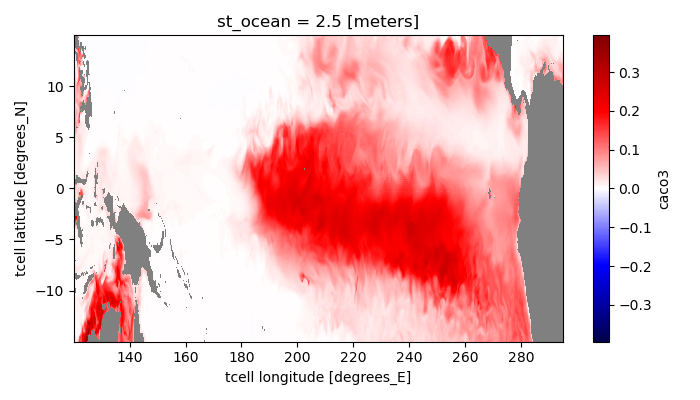 st_ocean = 2.5 [meters]
10
5
0
−5
−10
tcell latitude [degrees_N]
140 160 180 200 220 240 260 280
tcell longitude [degrees_E]
0.3
0.2
0.1
0.0
−0.1
−0.2
−0.3
caco3